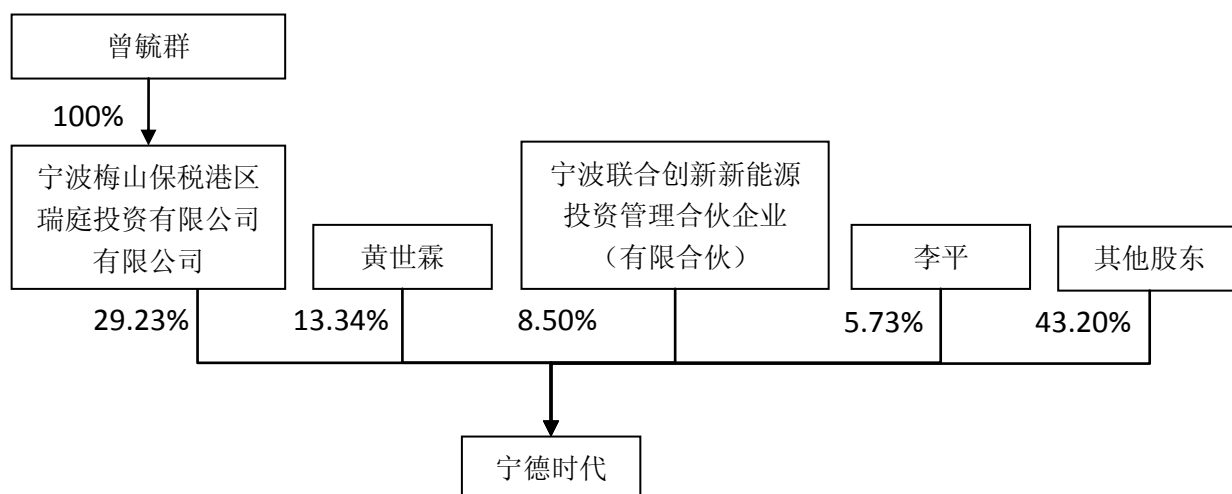 曾毓群
100%
宁波梅山保税港区
瑞庭投资有限公司
有限公司
黄世霖
宁波联合创新新能源
投资管理合伙企业
（有限合伙）
李平
其他股东
29.23%
13.34%
8.50%
5.73%
43.20%
宁德时代